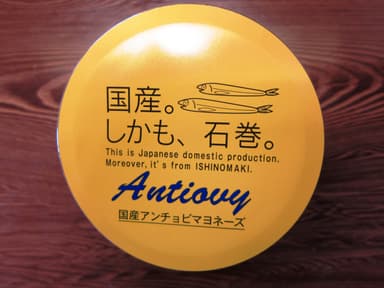 国産。
しかも、石巻。
This is Japanese domestic production.
Moreover, it's from ISHINOMAKI.
Antiovy
国産アンチョビマヨネーズ